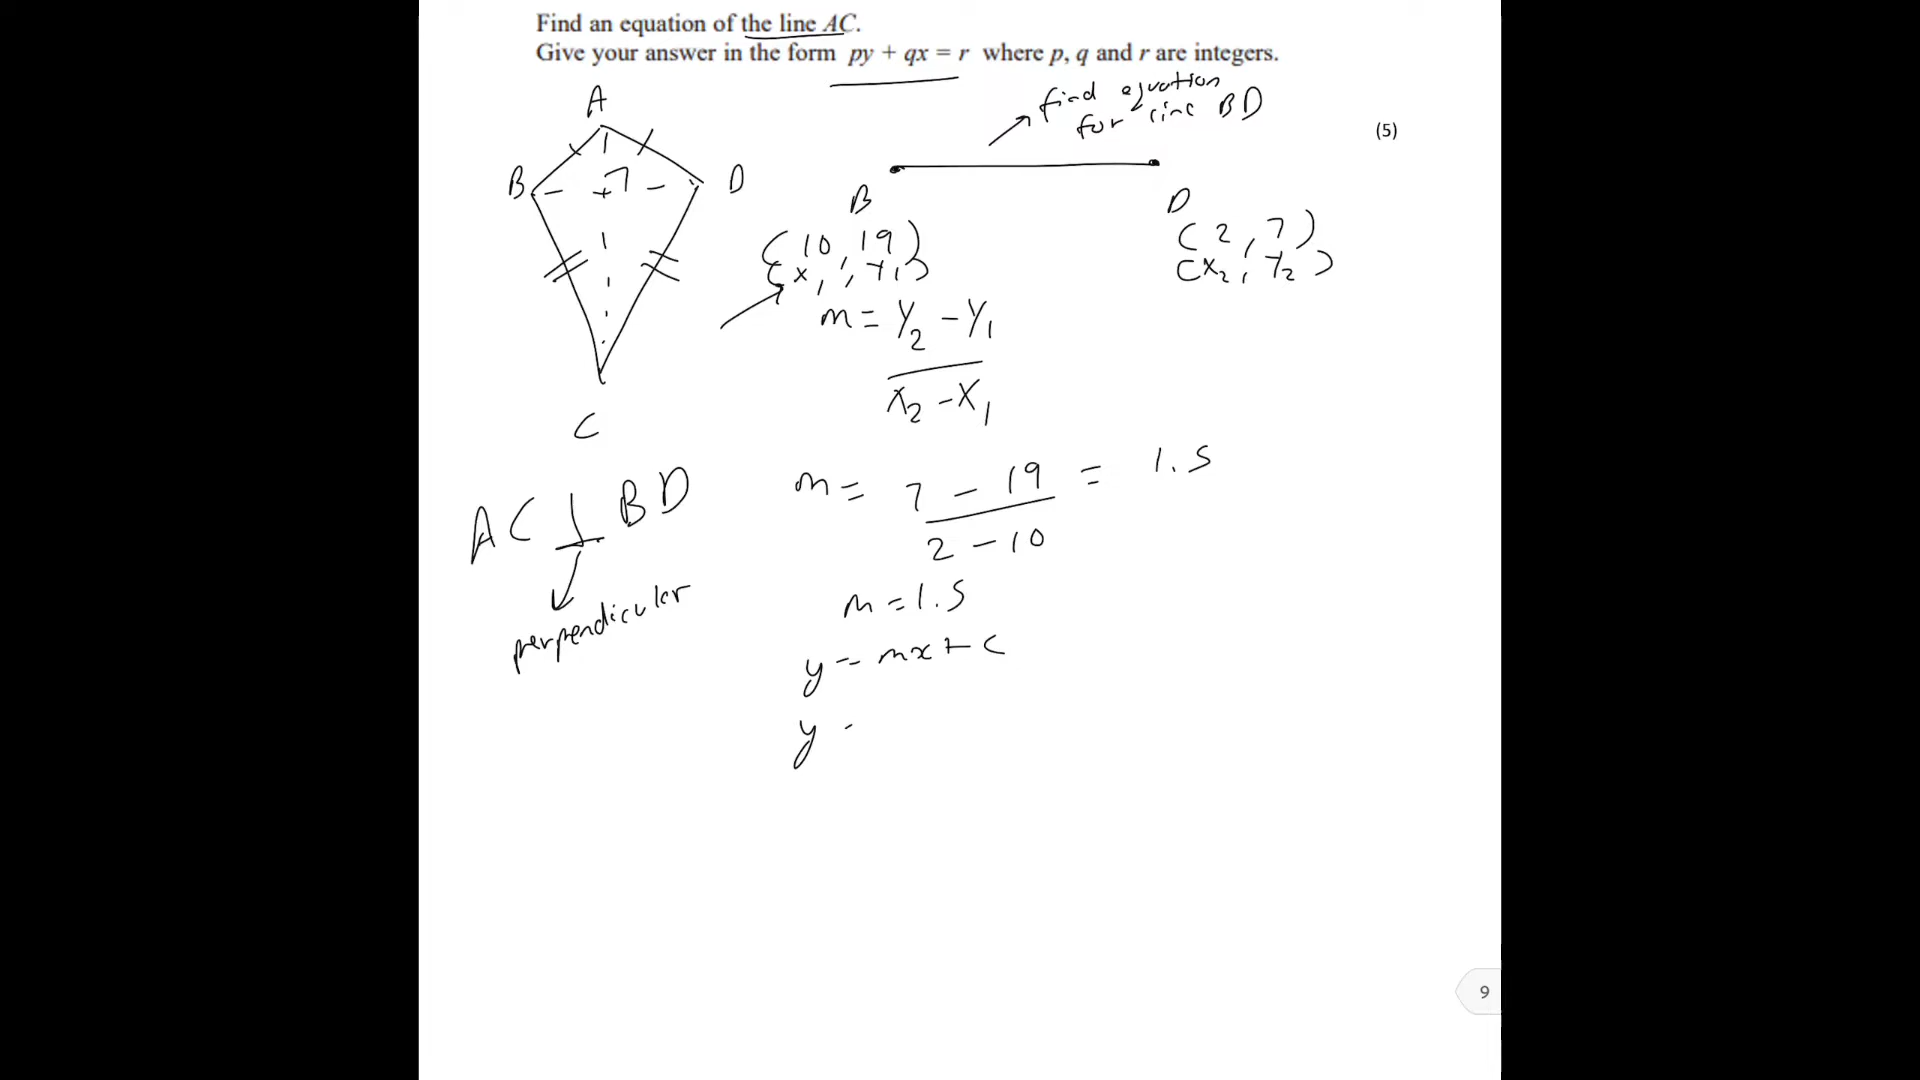 Find an equation of the line AC.
Give your answer in the form py + qx = r where p, q and r are integers.
find equation
for line BD
(5)
A
B
D
C
B
(10, 19)
(x₁, y₁)
D
(2, 7)
(x₂, y₂)
m = y₂ - y₁
x₂ - x₁
AC ⊥ BD
perpendicular
m = 7 - 19 = 1.5
2 - 10
m = 1.5
y = mx + c
y -
9